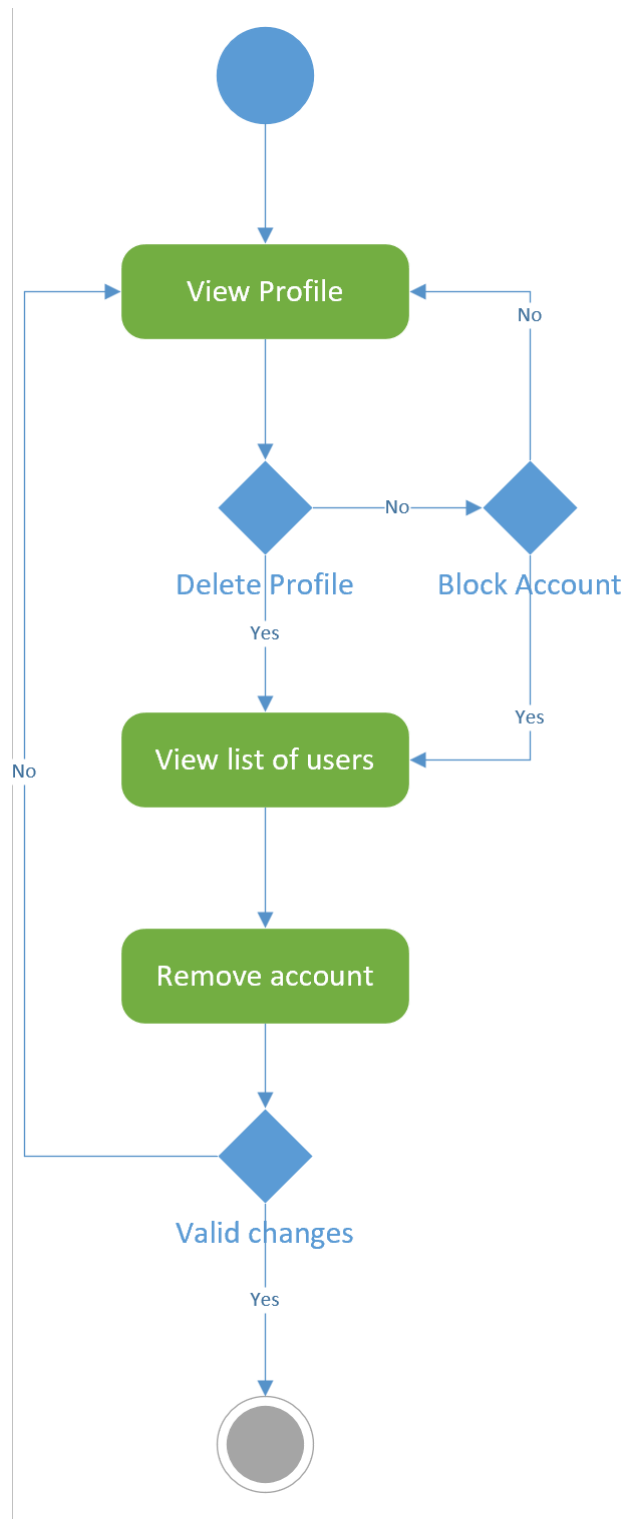 View Profile
No
No
Delete Profile
Block Account
Yes
Yes
View list of users
No
Remove account
Valid changes
Yes